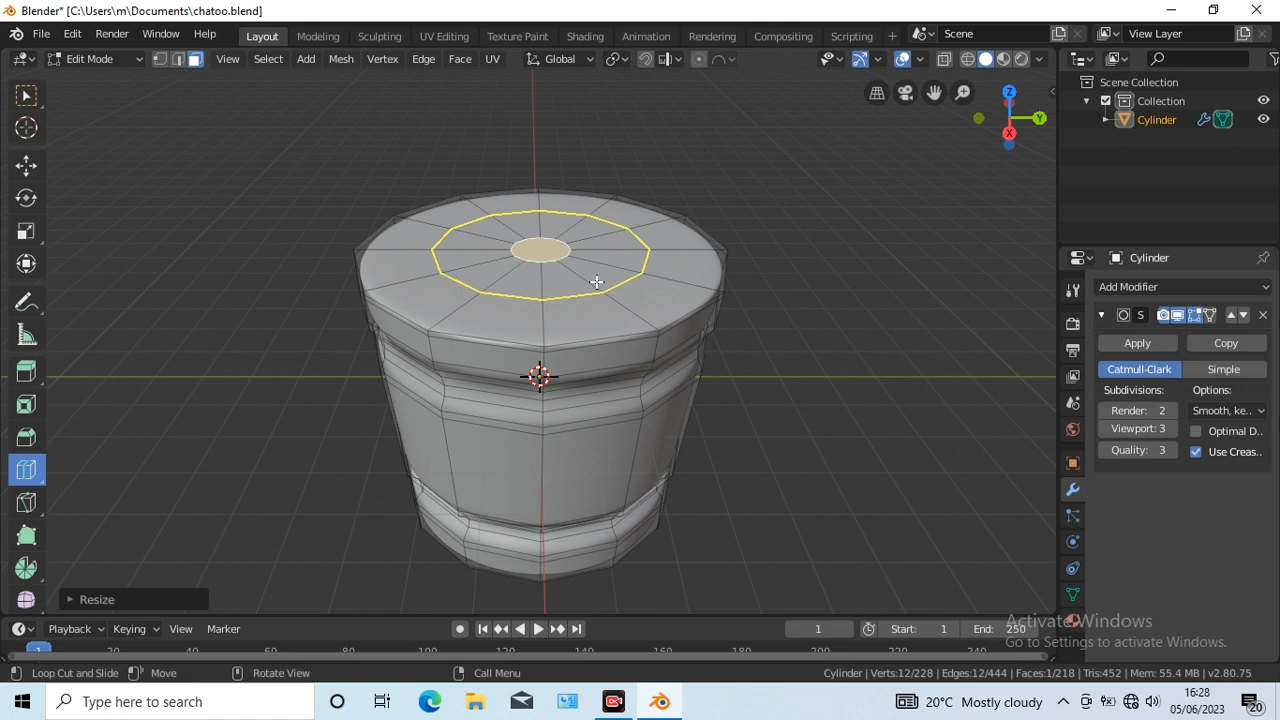 Blender* [C:\Users\m\Documents\chatoo.blend]
File Edit Render Window Help Layout Modeling Sculpting UV Editing Texture Paint Shading Animation Rendering Compositing Scripting + Scene View Layer
Edit Mode View Select Add Mesh Vertex Edge Face UV Global
Scene Collection
Collection
Cylinder
Z
Y
X
Cylinder
Add Modifier
S
Apply Copy
Catmull-Clark Simple
Subdivisions: Options:
Render: 2 Smooth, ke..
Viewport: 3 Optimal D..
Quality: 3 Use Creas..
Resize
Playback Keying View Marker 1 Start: 1 End: 250
1 20 40 60 80 100 120 140 160 180 200 220 240
Activate Windows
Go to Settings to activate Windows.
Loop Cut and Slide Move Rotate View Call Menu Cylinder | Verts:12/228 | Edges:12/444 | Faces:1/218 | Tris:452 | Mem: 55.4 MB | v2.80.75
Type here to search 20°C Mostly cloudy 16:28
05/06/2023 20